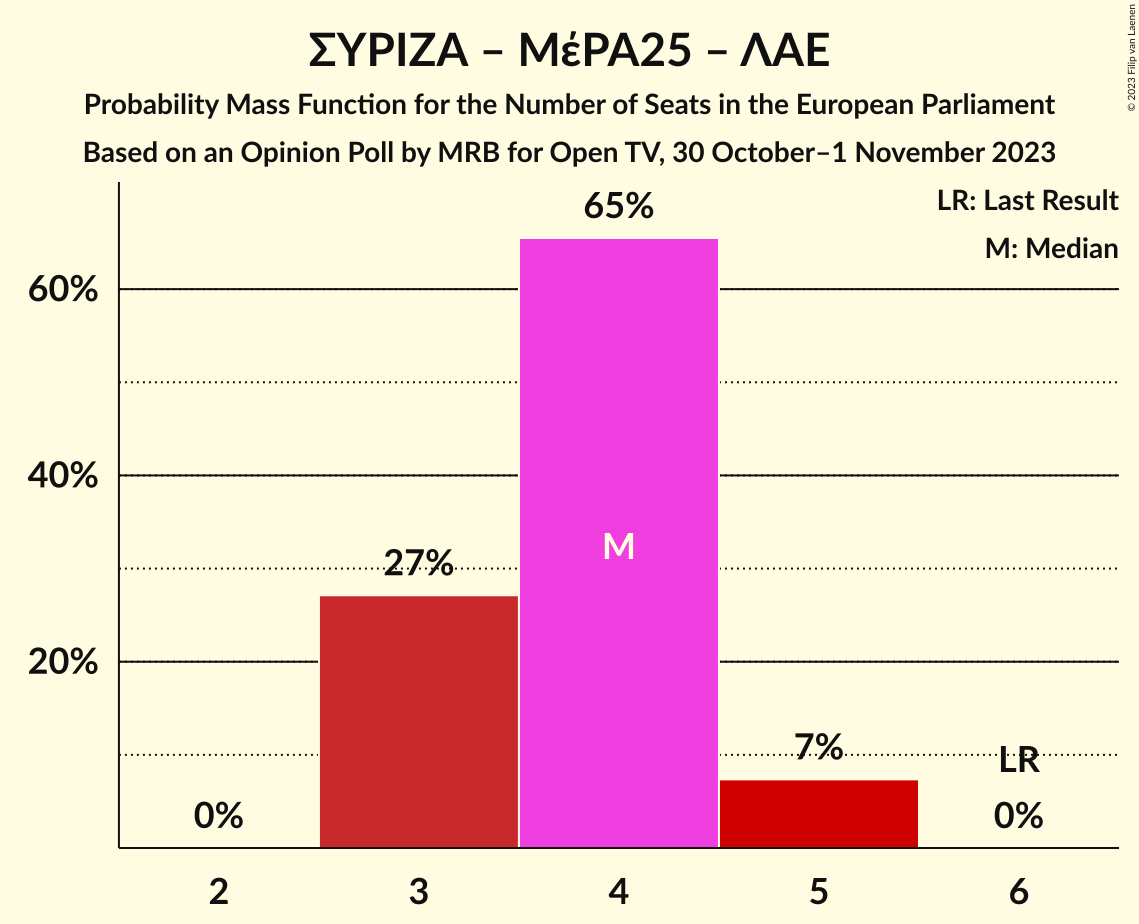 ΣΥΡΙΖΑ – ΜέΡΑ25 – ΛΑΕ
Probability Mass Function for the Number of Seats in the European Parliament
Based on an Opinion Poll by MRB for Open TV, 30 October–1 November 2023
© 2023 Filip van Laenen
LR: Last Result
M: Median
65%
60%
40%
M
27%
20%
7%
LR
0%
0%
2
3
4
5
6